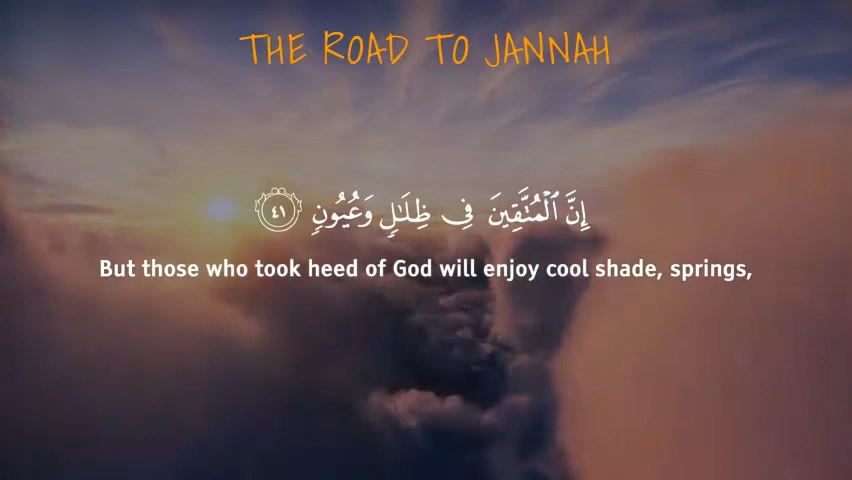 THE ROAD TO JANNAH
إِنَّ ٱلْمُتَّقِينَ فِى ظِلَـٰلٍ وَعُيُونٍ ٤١
But those who took heed of God will enjoy cool shade, springs,